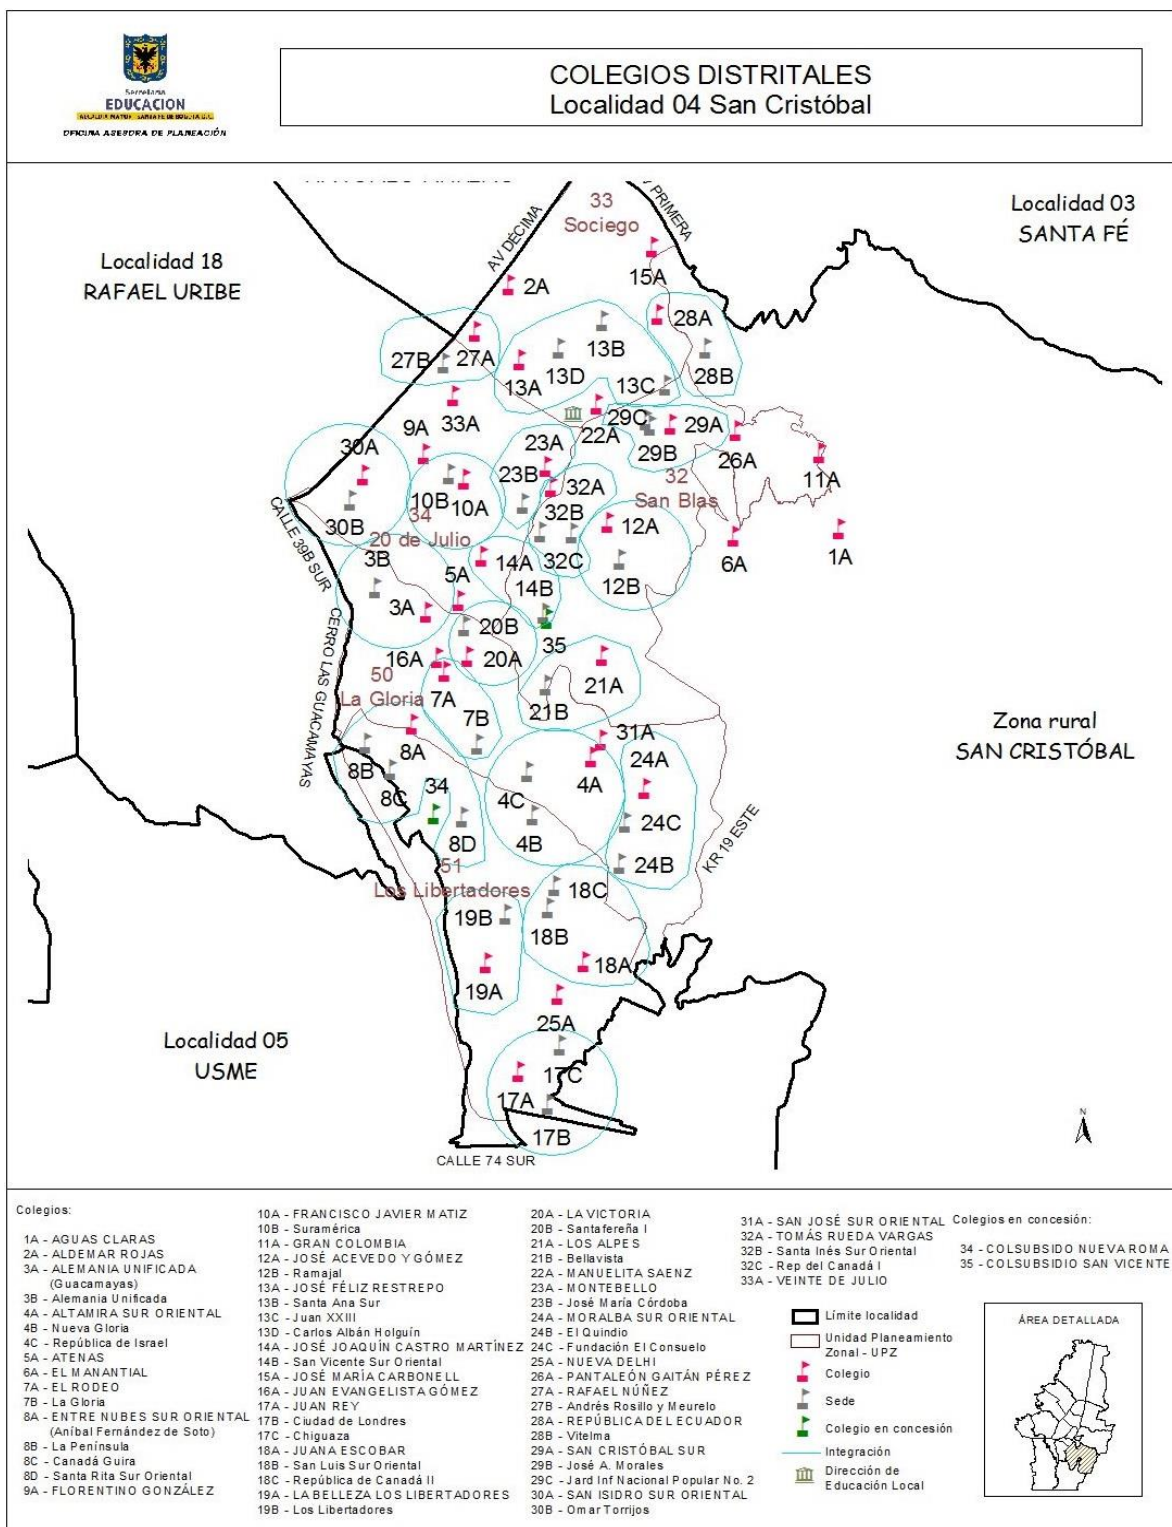 Secretaría
EDUCACION
ALCALDIA MAYOR SANTAFE DE BOGOTA D.C.
OFICINA ASESORA DE PLANEACIÓN
COLEGIOS DISTRITALES
Localidad 04 San Cristóbal
33
Sociego
AV DÉCIMA
PRIMERA
Localidad 03
SANTA FÉ
Localidad 18
RAFAEL URIBE
15A
2A
28A
13B
27B
27A
13D
28B
13A
13C
33A
29C
29A
9A
22A
30A
23A
29B
26A
11A
23B
32A
32
San Blas
10B
10A
30B
34
20 de Julio
32B
12A
CALLE 39B SUR
3B
14A
32C
6A
1A
5A
14B
12B
3A
20B
CERRO LAS GUACAMAYAS
35
16A
20A
50
La Gloria
7A
21A
7B
21B
Zona rural
SAN CRISTÓBAL
31A
8A
24A
8B
8C
34
4C
4A
8D
4B
24C
KR 19 ESTE
24B
51
Los Libertadores
18C
19B
18B
18A
19A
25A
Localidad 05
USME
17C
17A
17B
N
CALLE 74 SUR
Colegios:
1A - AGUAS CLARAS
2A - ALDEMAR ROJAS
3A - ALEMANIA UNIFICADA
(Guacamayas)
3B - Alemania Unificada
4A - ALTAMIRA SUR ORIENTAL
4B - Nueva Gloria
4C - República de Israel
5A - ATENAS
6A - EL MANANTIAL
7A - EL RODEO
7B - La Gloria
8A - ENTRE NUBES SUR ORIENTAL
(Aníbal Fernández de Soto)
8B - La Península
8C - Canadá Guira
8D - Santa Rita Sur Oriental
9A - FLORENTINO GONZÁLEZ
10A - FRANCISCO JAVIER MATIZ
10B - Suramérica
11A - GRAN COLOMBIA
12A - JOSÉ ACEVEDO Y GÓMEZ
12B - Ramajal
13A - JOSÉ FÉLIZ RESTREPO
13B - Santa Ana Sur
13C - Juan XXIII
13D - Carlos Albán Holguín
14A - JOSÉ JOAQUÍN CASTRO MARTÍNEZ
14B - San Vicente Sur Oriental
15A - JOSÉ MARÍA CARBONELL
16A - JUAN EVANGELISTA GÓMEZ
17A - JUAN REY
17B - Ciudad de Londres
17C - Chiguaza
18A - JUANA ESCOBAR
18B - San Luis Sur Oriental
18C - República de Canadá II
19A - LA BELLEZA LOS LIBERTADORES
19B - Los Libertadores
20A - LA VICTORIA
20B - Santafereña I
21A - LOS ALPES
21B - Bellavista
22A - MANUELITA SAENZ
23A - MONTEBELLO
23B - José María Córdoba
24A - MORALBA SUR ORIENTAL
24B - El Quindio
24C - Fundación El Consuelo
25A - NUEVA DELHI
26A - PANTALEÓN GAITÁN PÉREZ
27A - RAFAEL NÚÑEZ
27B - Andrés Rosillo y Meurelo
28A - REPÚBLICA DEL ECUADOR
28B - Vitelma
29A - SAN CRISTÓBAL SUR
29B - José A. Morales
29C - Jard Inf Nacional Popular No. 2
30A - SAN ISIDRO SUR ORIENTAL
30B - Omar Torrijos
31A - SAN JOSÉ SUR ORIENTAL
32A - TOMÁS RUEDA VARGAS
32B - Santa Inés Sur Oriental
32C - Rep del Canadá I
33A - VEINTE DE JULIO
Colegios en concesión:
34 - COLSUBSIDO NUEVA ROMA
35 - COLSUBSIDIO SAN VICENTE
Límite localidad
Unidad Planeamiento
Zonal - UPZ
Colegio
Sede
Colegio en concesión
Integración
Dirección de
Educación Local
ÁREA DETALLADA